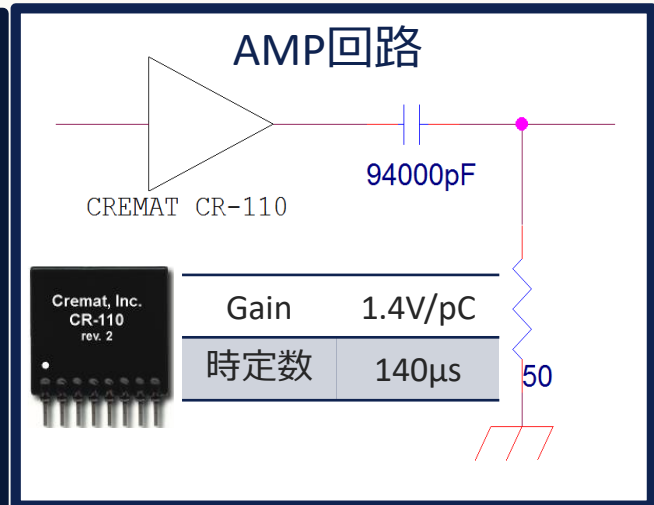 AMP回路
94000pF
CREMAT CR-110
Cremat, Inc.
CR-110
rev. 2
Gain 1.4V/pC
時定数 140μs
50